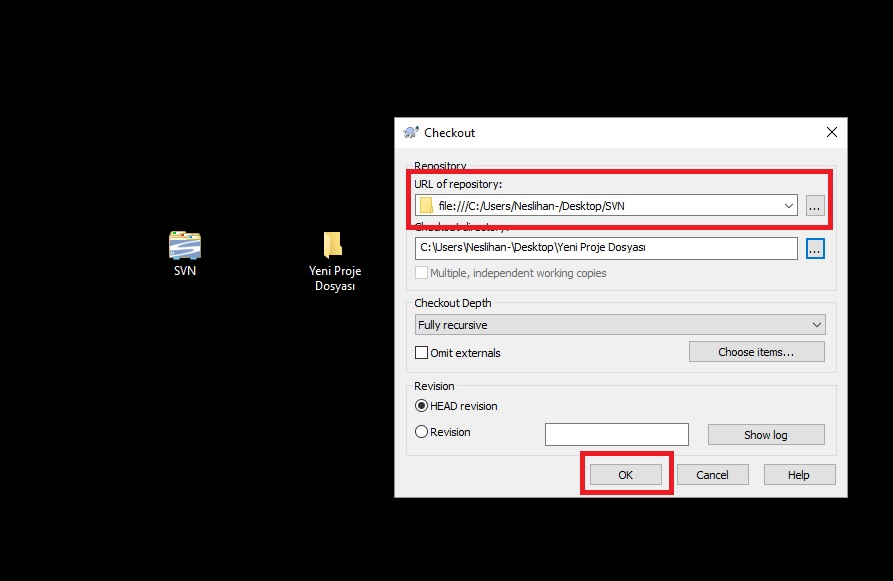 SVN
Yeni Proje
Dosyası
Checkout
Repository
URL of repository:
file:///C:/Users/Neslihan-/Desktop/SVN
...
Checkout directory:
C:\Users\Neslihan-\Desktop\Yeni Proje Dosyası
...
Multiple, independent working copies
Checkout Depth
Fully recursive
Omit externals
Choose items...
Revision
HEAD revision
Revision
Show log
OK
Cancel
Help